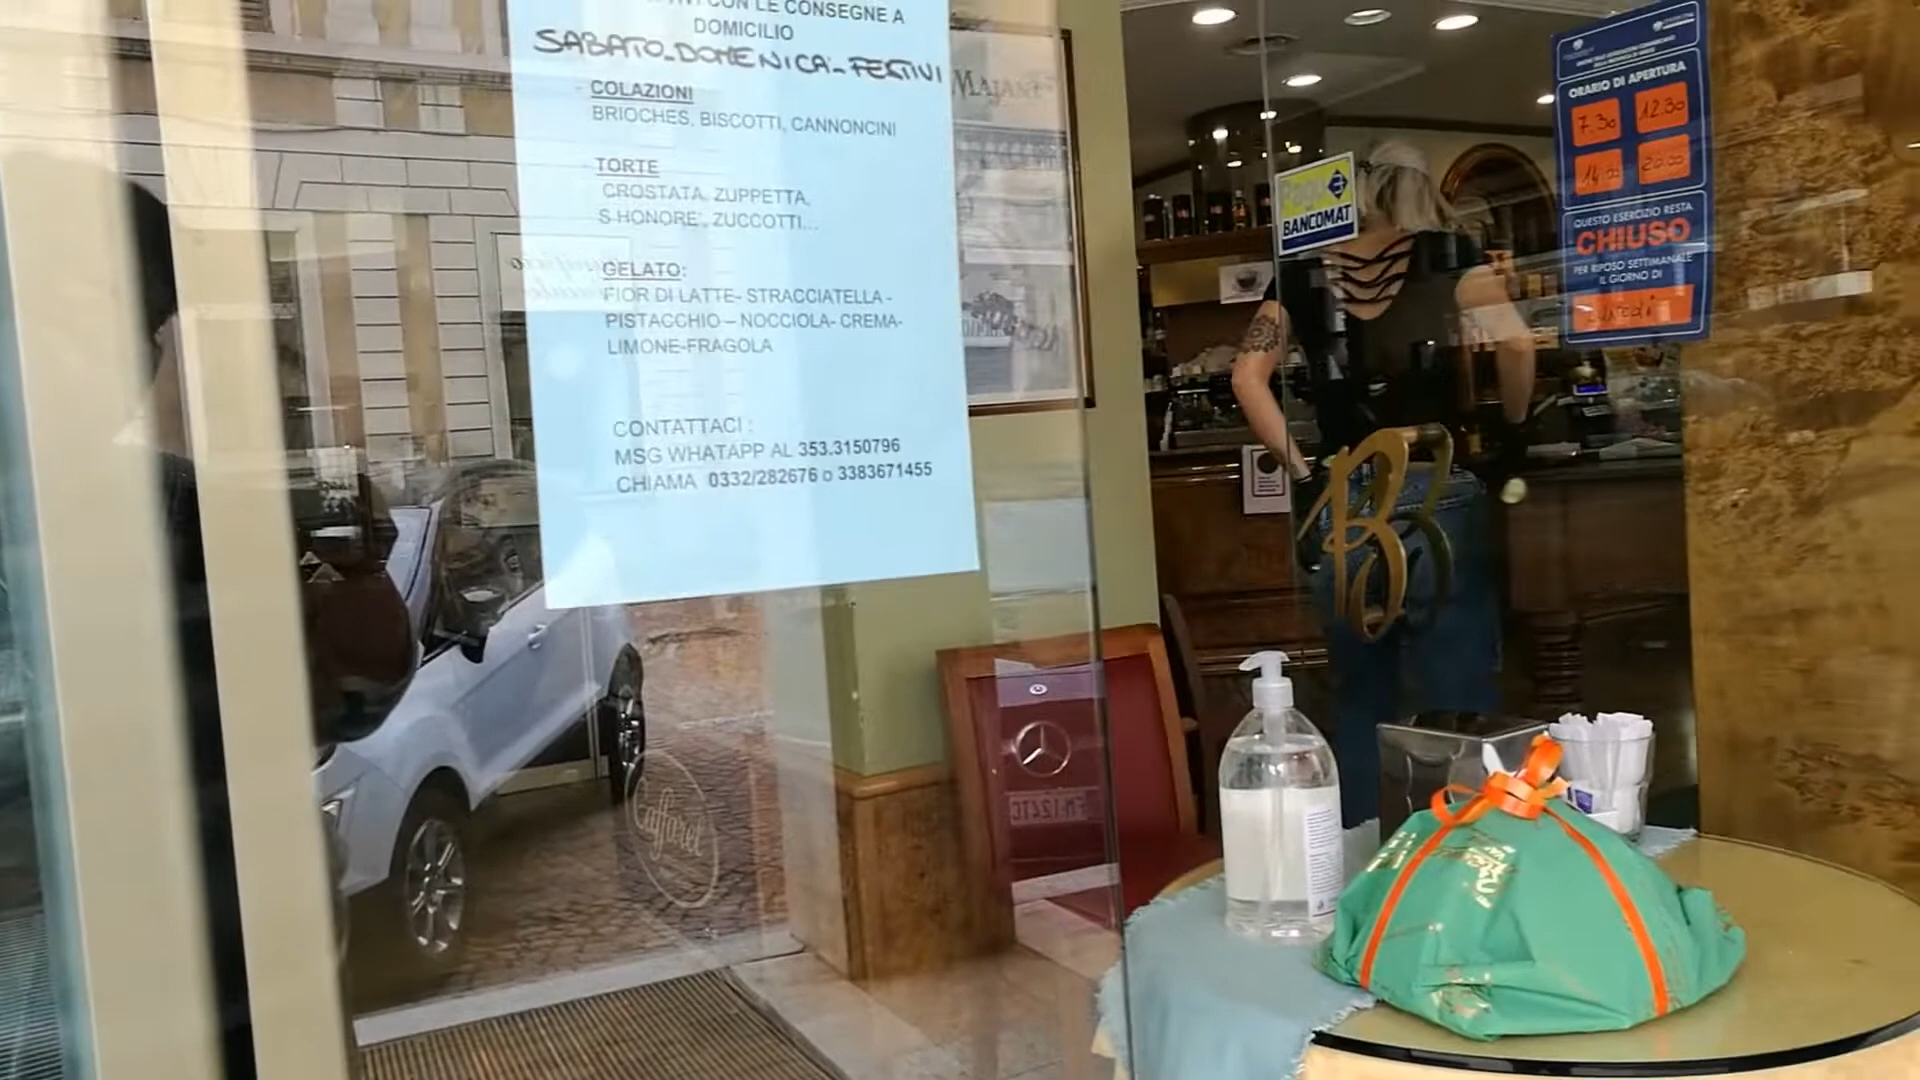 CON LE CONSEGNE A
DOMICILIO
SABATO-DOMENICA-FESTIVI
- COLAZIONI
BRIOCHES, BISCOTTI, CANNONCINI
- TORTE
CROSTATA, ZUPPETTA,
S.HONORE', ZUCCOTTI...
- GELATO:
FIOR DI LATTE- STRACCIATELLA -
PISTACCHIO – NOCCIOLA- CREMA-
LIMONE-FRAGOLA
CONTATTACI :
MSG WHATAPP AL 353.3150796
CHIAMA 0332/282676 o 3383671455
MAJANI
Pago
BANCOMAT
ORARIO DI APERTURA
7.30 12.30
14.00 20.00
QUESTO ESERCIZIO RESTA
CHIUSO
PER RIPOSO SETTIMANALE
IL GIORNO DI
B
Caffarel